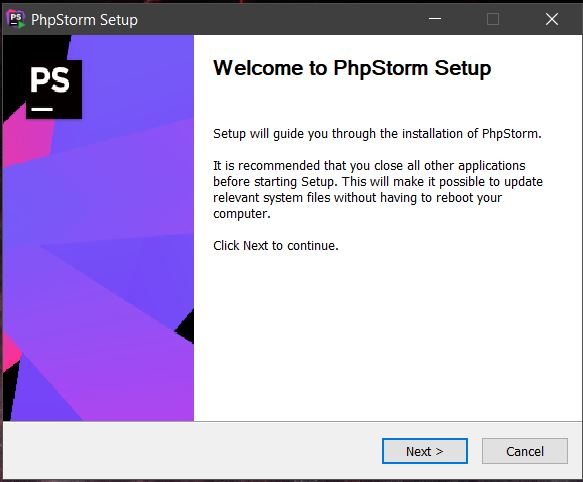 PhpStorm Setup
PS
Welcome to PhpStorm Setup
Setup will guide you through the installation of PhpStorm.
It is recommended that you close all other applications
before starting Setup. This will make it possible to update
relevant system files without having to reboot your
computer.
Click Next to continue.
Next >
Cancel